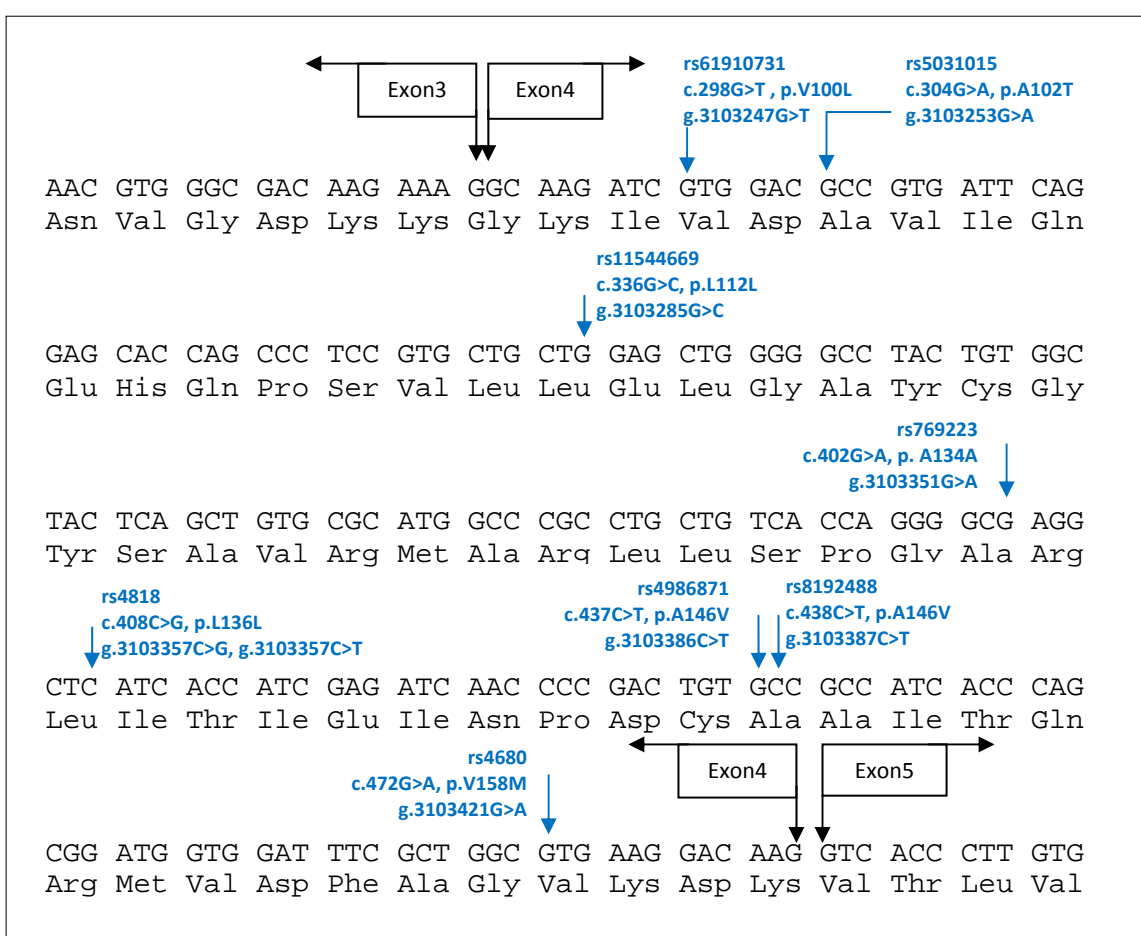 Exon3
Exon4
rs61910731
c.298G>T , p.V100L
g.3103247G>T
rs5031015
c.304G>A, p.A102T
g.3103253G>A
AAC GTG GGC GAC AAG AAA GGC AAG ATC GTG GAC GCC GTG ATT CAG
Asn Val Gly Asp Lys Lys Gly Lys Ile Val Asp Ala Val Ile Gln
rs11544669
c.336G>C, p.L112L
g.3103285G>C
GAG CAC CAG CCC TCC GTG CTG CTG GAG CTG GGG GCC TAC TGT GGC
Glu His Gln Pro Ser Val Leu Leu Glu Leu Gly Ala Tyr Cys Gly
rs769223
c.402G>A, p. A134A
g.3103351G>A
TAC TCA GCT GTG CGC ATG GCC CGC CTG CTG TCA CCA GGG GCG AGG
Tyr Ser Ala Val Arg Met Ala Arg Leu Leu Ser Pro Gly Ala Arg
rs4818
c.408C>G, p.L136L
g.3103357C>G, g.3103357C>T
rs4986871
c.437C>T, p.A146V
g.3103386C>T
rs8192488
c.438C>T, p.A146V
g.3103387C>T
CTC ATC ACC ATC GAG ATC AAC CCC GAC TGT GCC GCC ATC ACC CAG
Leu Ile Thr Ile Glu Ile Asn Pro Asp Cys Ala Ala Ile Thr Gln
rs4680
c.472G>A, p.V158M
g.3103421G>A
Exon4
Exon5
CGG ATG GTG GAT TTC GCT GGC GTG AAG GAC AAG GTC ACC CTT GTG
Arg Met Val Asp Phe Ala Gly Val Lys Asp Lys Val Thr Leu Val